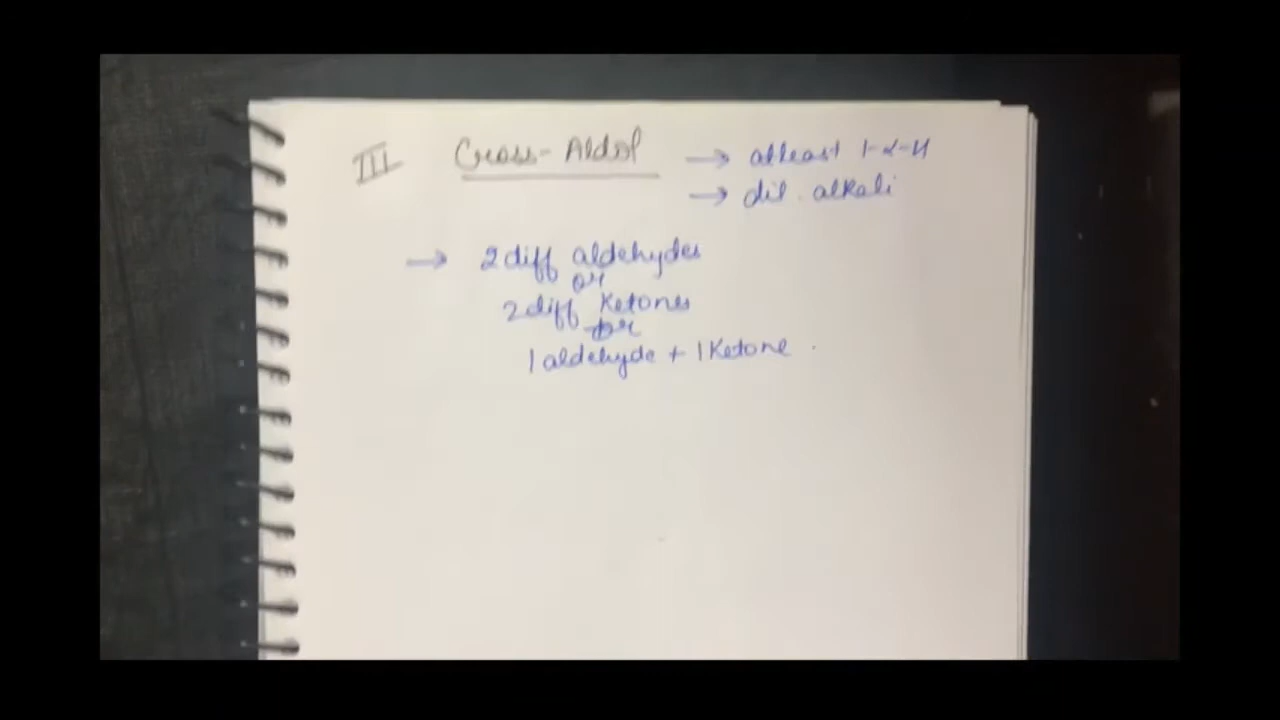 III Cross-Aldol → atleast 1-α-H
→ dil. alkali
→ 2 diff aldehydes
or
2 diff Ketones
or
1 aldehyde + 1 Ketone.